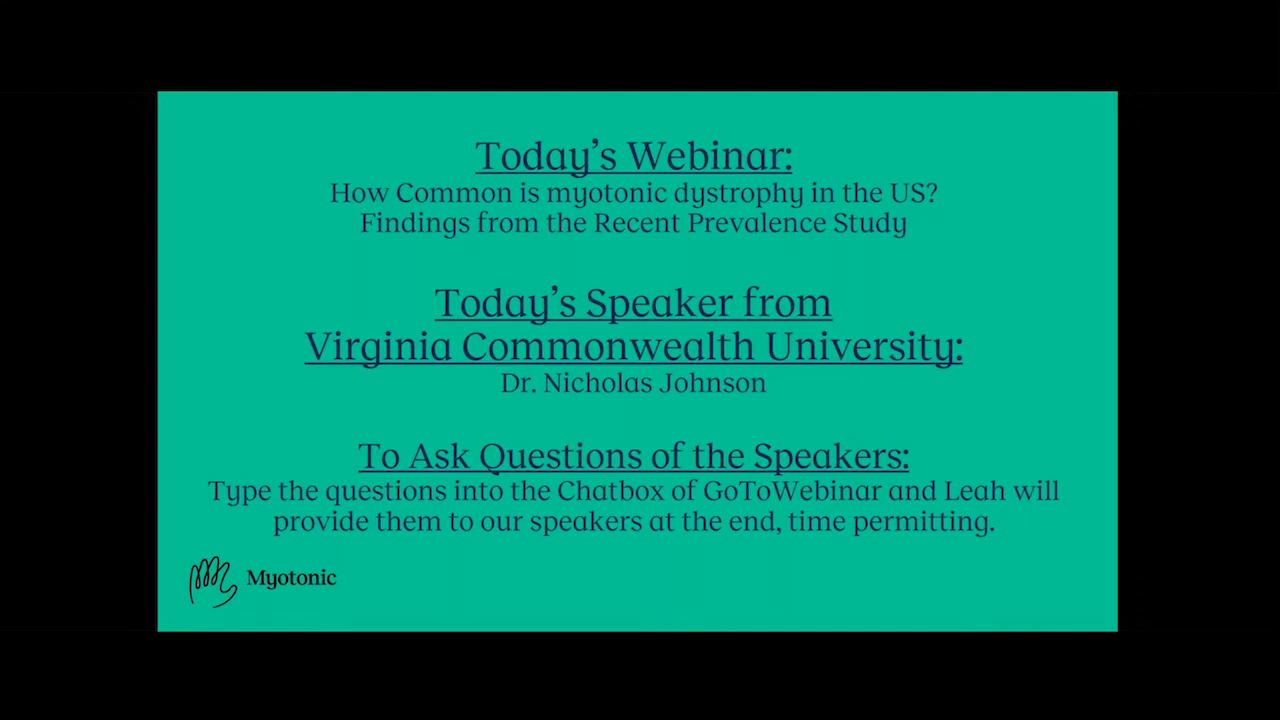 Today's Webinar:
How Common is myotonic dystrophy in the US?
Findings from the Recent Prevalence Study
Today's Speaker from
Virginia Commonwealth University:
Dr. Nicholas Johnson
To Ask Questions of the Speakers:
Type the questions into the Chatbox of GoToWebinar and Leah will
provide them to our speakers at the end, time permitting.
Myotonic